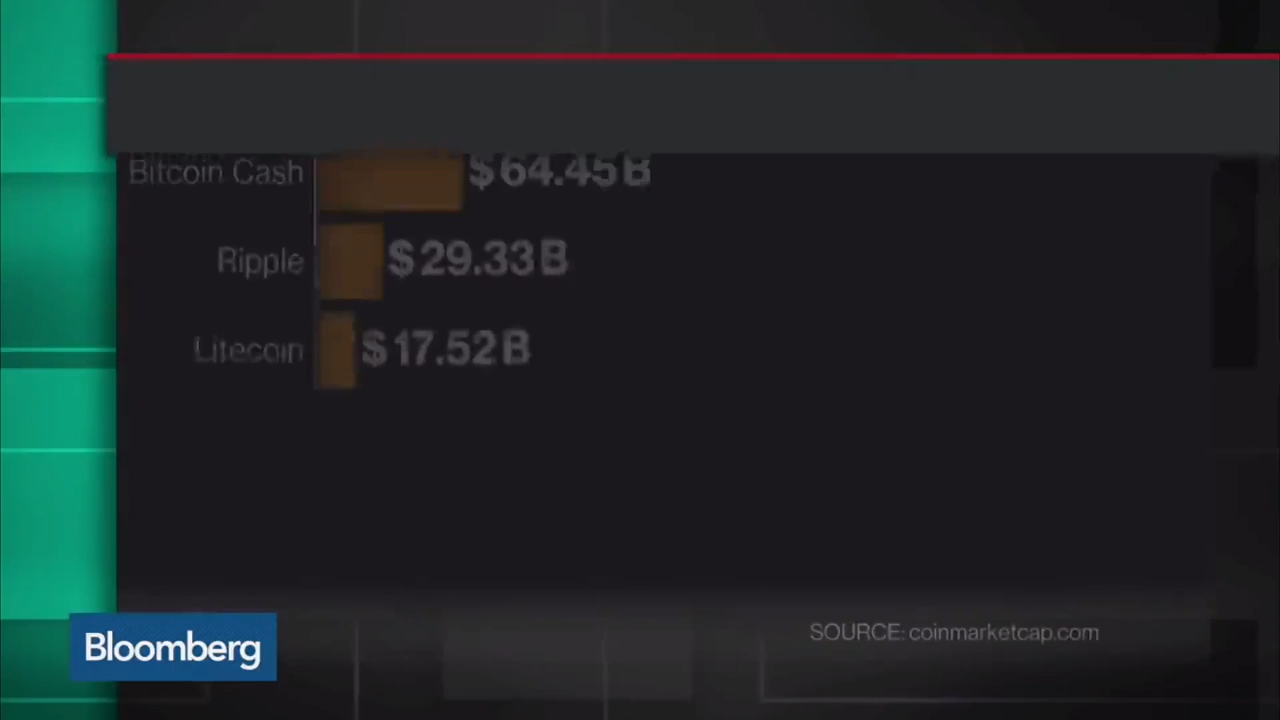 Bitcoin Cash $64.45B
Ripple $29.33B
Litecoin $17.52B
SOURCE: coinmarketcap.com
Bloomberg